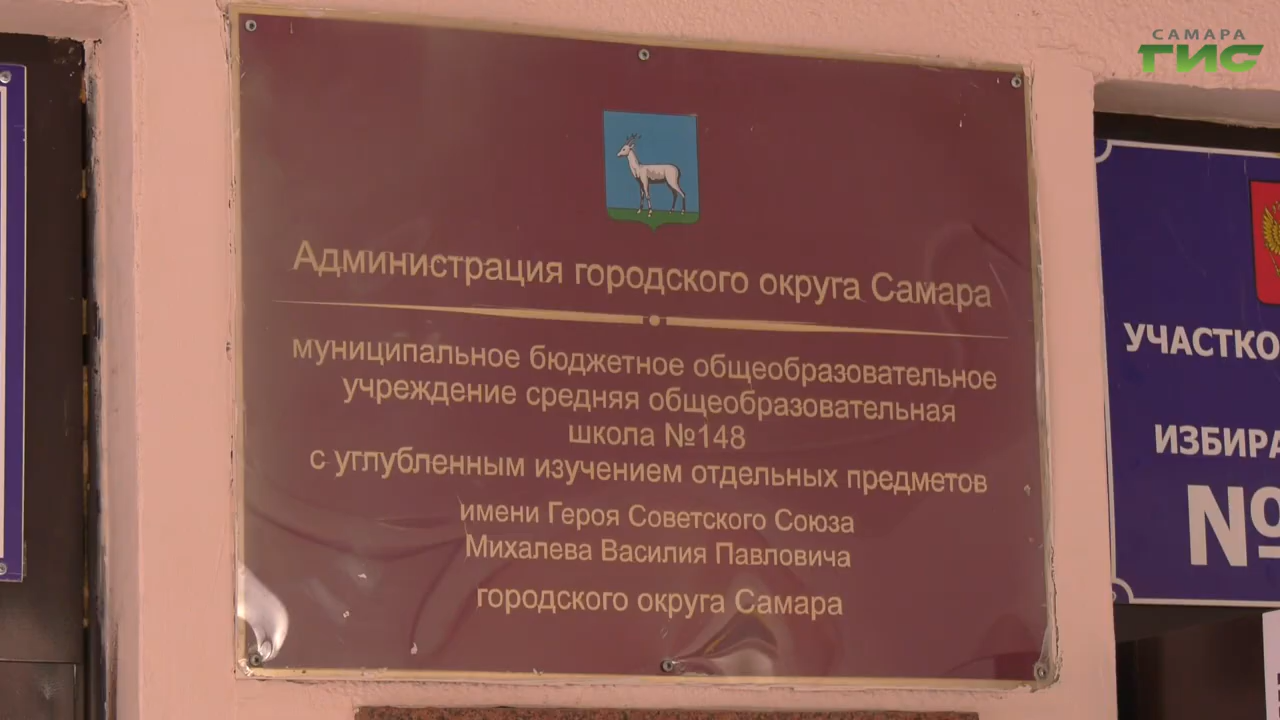 САМАРА
ГИС
Администрация городского округа Самара
муниципальное бюджетное общеобразовательное
учреждение средняя общеобразовательная
школа №148
с углубленным изучением отдельных предметов
имени Героя Советского Союза
Михалева Василия Павловича
городского округа Самара
УЧАСТКО
ИЗБИРА
№